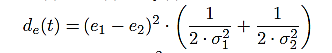 d_e(t) = (e_1 − e_2)^2 · ( 1 / (2 · σ_1^2) + 1 / (2 · σ_2^2) )